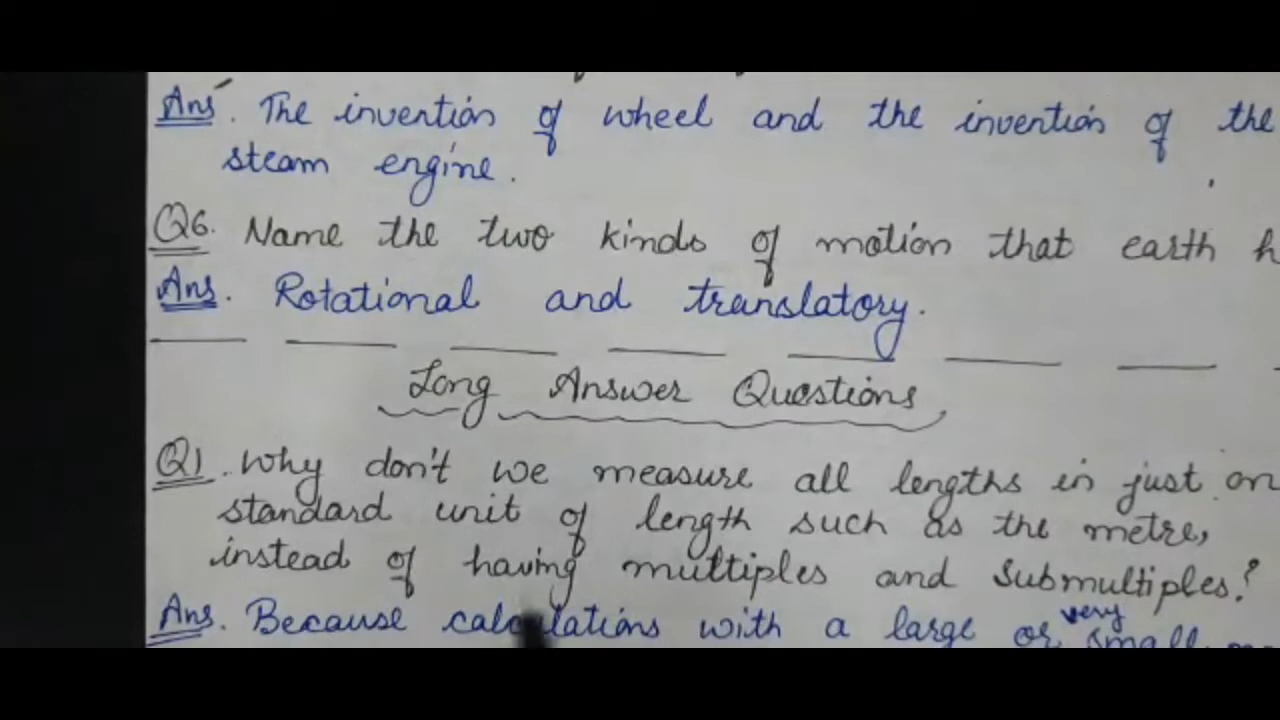 Ans. The invention of wheel and the invention of the
steam engine.
Q6. Name the two kinds of motion that earth h
Ans. Rotational and translatory.
Long Answer Questions
Q1. Why don't we measure all lengths in just on
standard unit of length such as the metre,
instead of having multiples and submultiples?
Ans. Because calculations with a large or very small